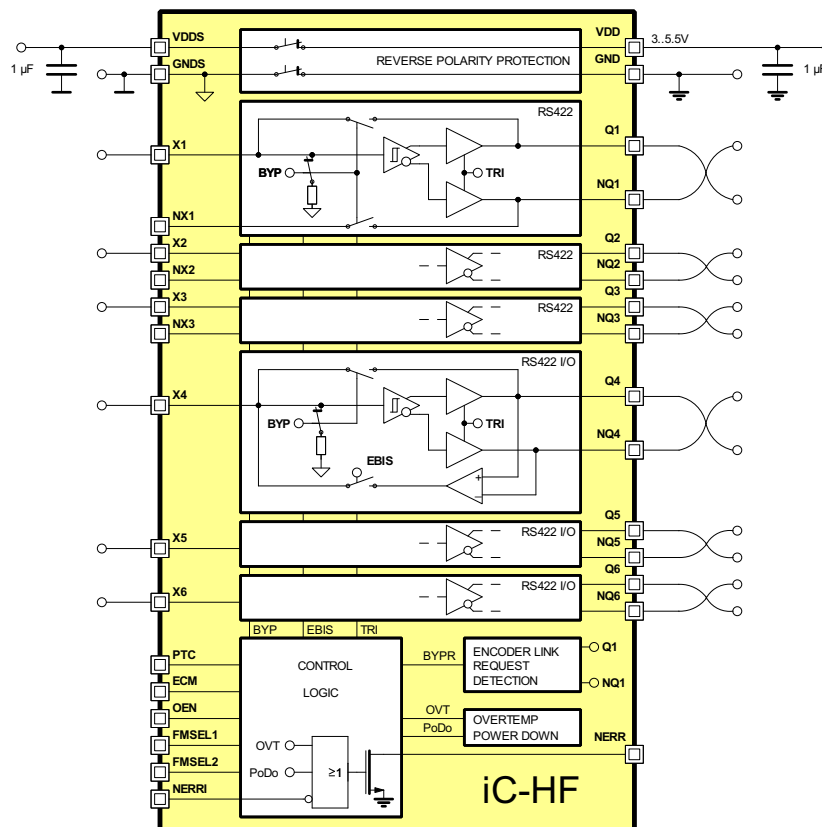 VDDS
VDD
3..5.5V
1 µF
GNDS
REVERSE POLARITY PROTECTION
GND
1 µF
RS422
X1
Q1
BYP
TRI
NX1
NQ1
X2
RS422
Q2
NX2
NQ2
X3
RS422
Q3
NX3
NQ3
RS422 I/O
X4
Q4
BYP
TRI
NQ4
EBIS
+
–
X5
RS422 I/O
Q5
NQ5
X6
RS422 I/O
Q6
NQ6
BYP EBIS TRI
PTC
ECM
OEN
FMSEL1
FMSEL2
NERRI
CONTROL
LOGIC
BYPR
ENCODER LINK
REQUEST
DETECTION
Q1
NQ1
OVT
PoDo
OVERTEMP
POWER DOWN
NERR
OVT
PoDo
≥1
iC-HF